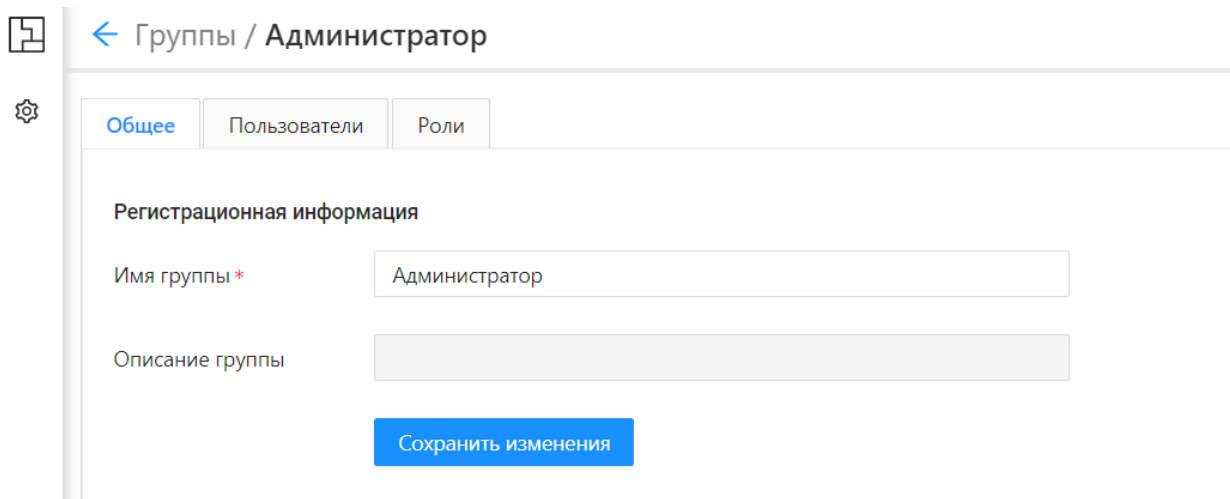 Группы / Администратор
Общее Пользователи Роли
Регистрационная информация
Имя группы * Администратор
Описание группы
Сохранить изменения